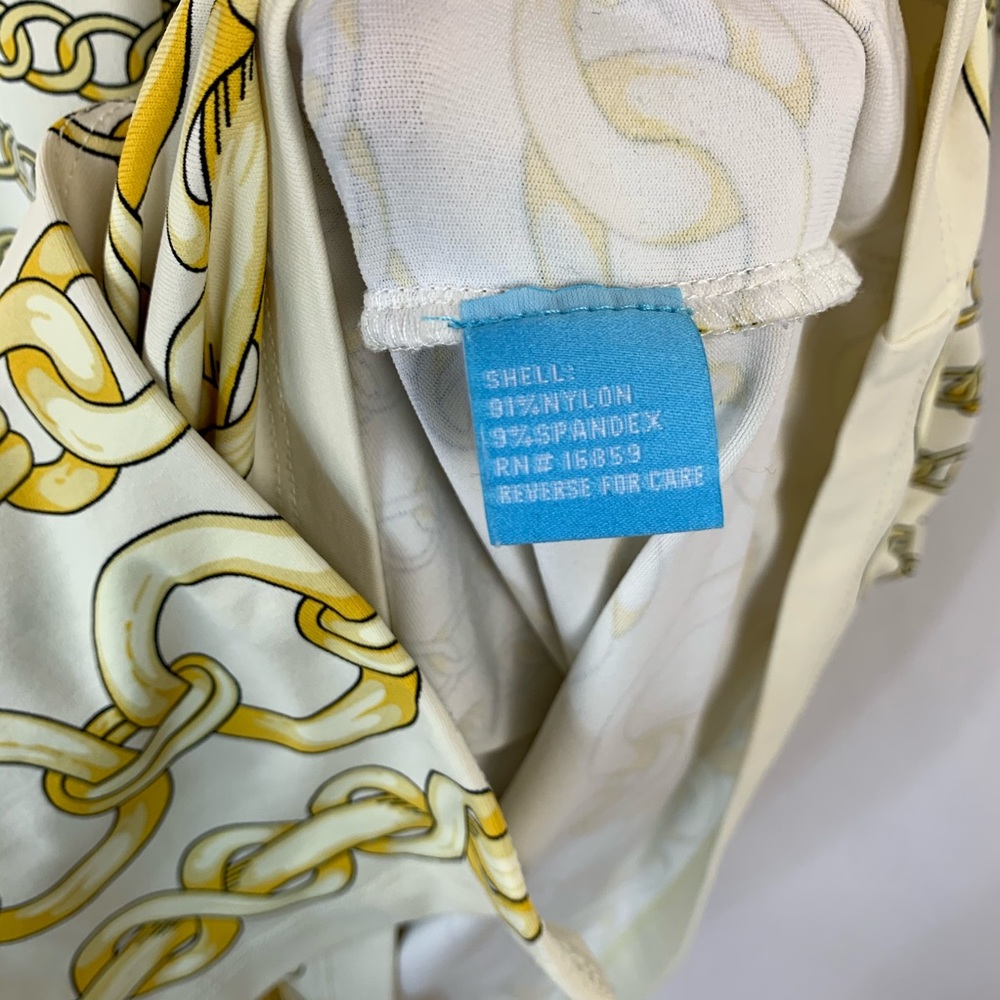 SHELL:
91%NYLON
9%SPANDEX
RN# 16859
REVERSE FOR CARE